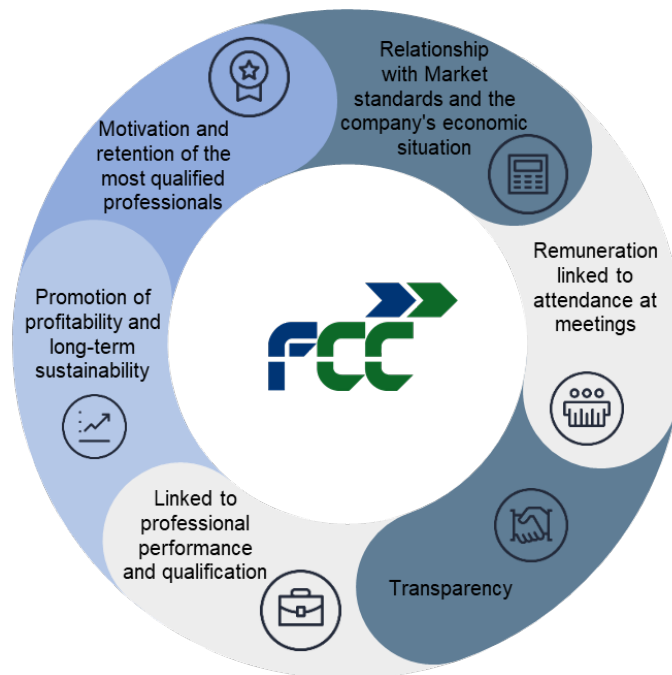 Relationship
with Market
standards and the
company's economic
situation
Remuneration
linked to
attendance at
meetings
Transparency
Linked to
professional
performance
and qualification
Promotion of
profitability and
long-term
sustainability
Motivation and
retention of the
most qualified
professionals
FCC